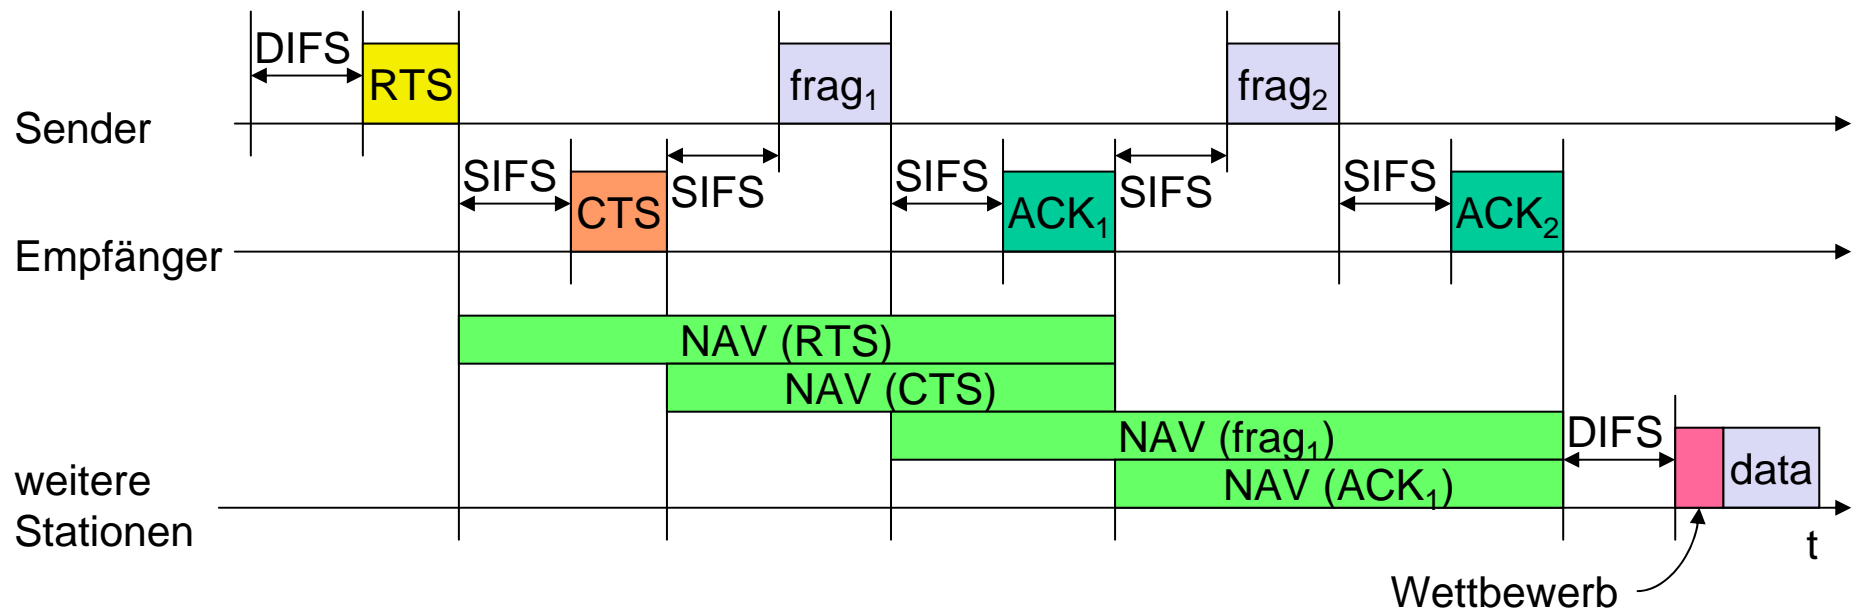 DIFS
RTS
frag₁
frag₂
Sender
SIFS
CTS
SIFS
SIFS
ACK₁
SIFS
SIFS
ACK₂
Empfänger
NAV (RTS)
NAV (CTS)
NAV (frag₁)
DIFS
NAV (ACK₁)
data
weitere
Stationen
t
Wettbewerb